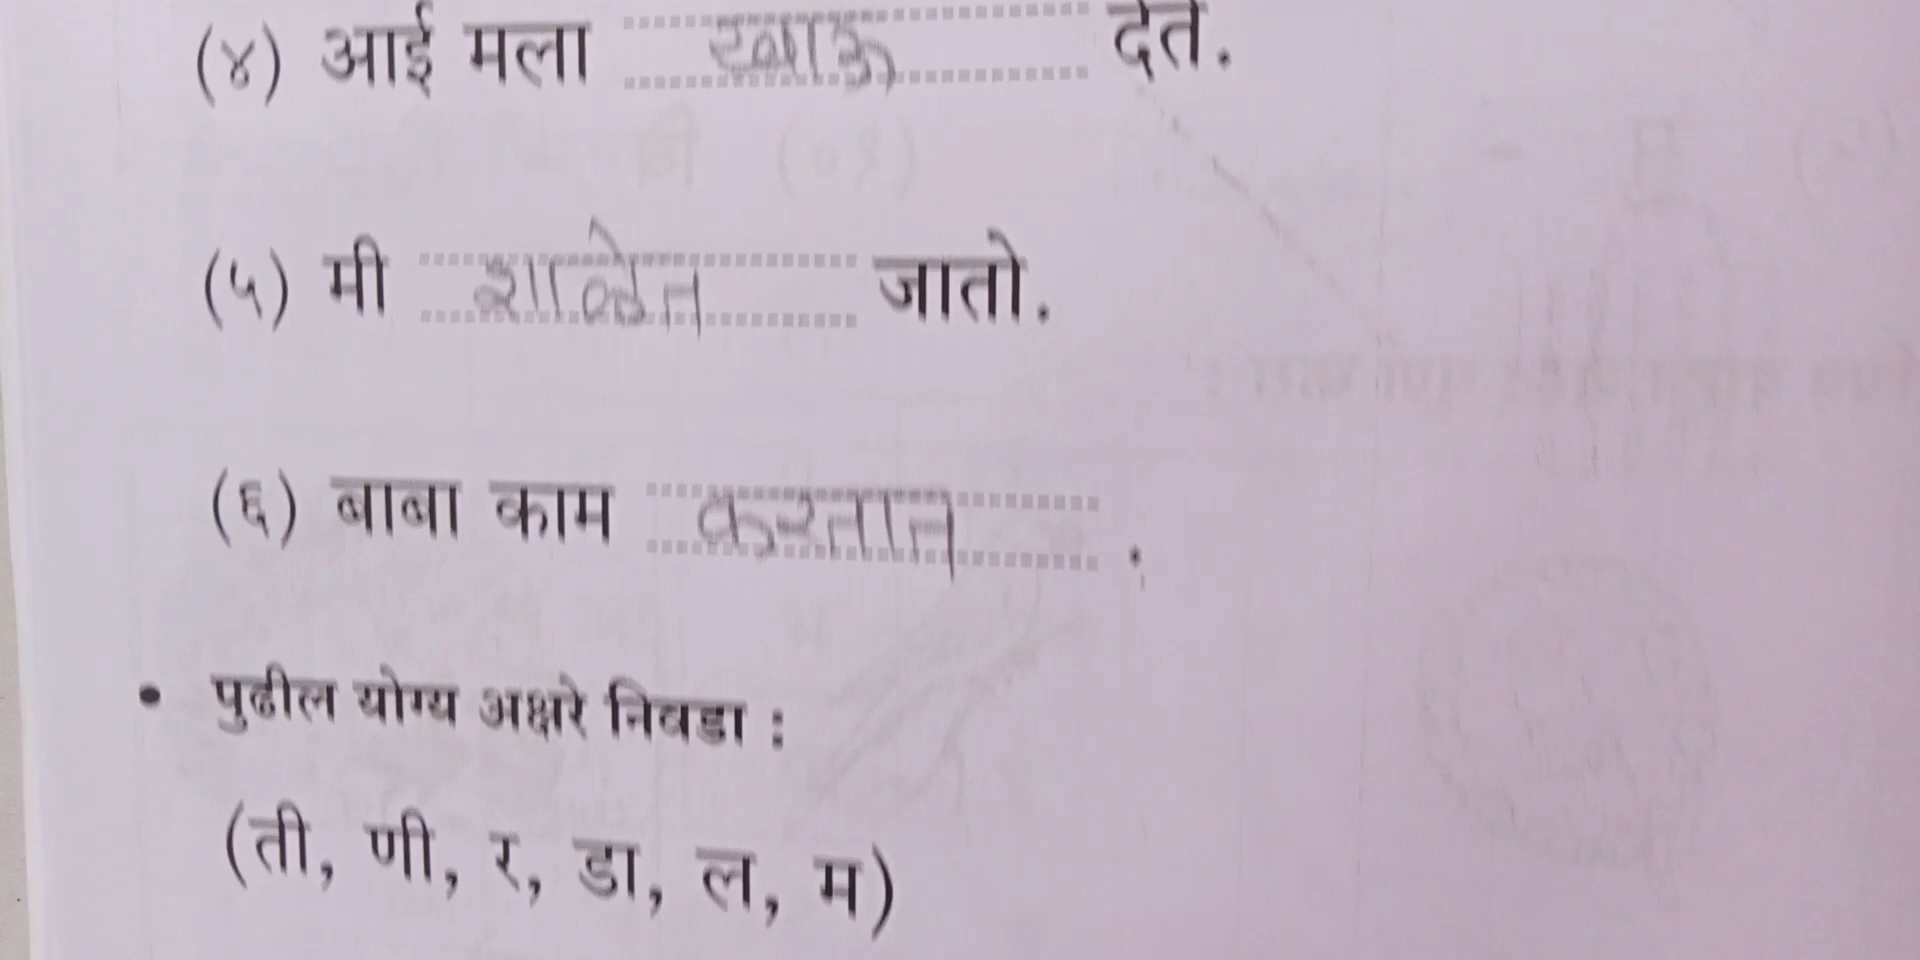 (४) आई मला खाऊ देते.
(५) मी शाळेत जातो.
(६) बाबा काम करतात .
• पुढील योग्य अक्षरे निवडा :
(ती, णी, र, डा, ल, म)